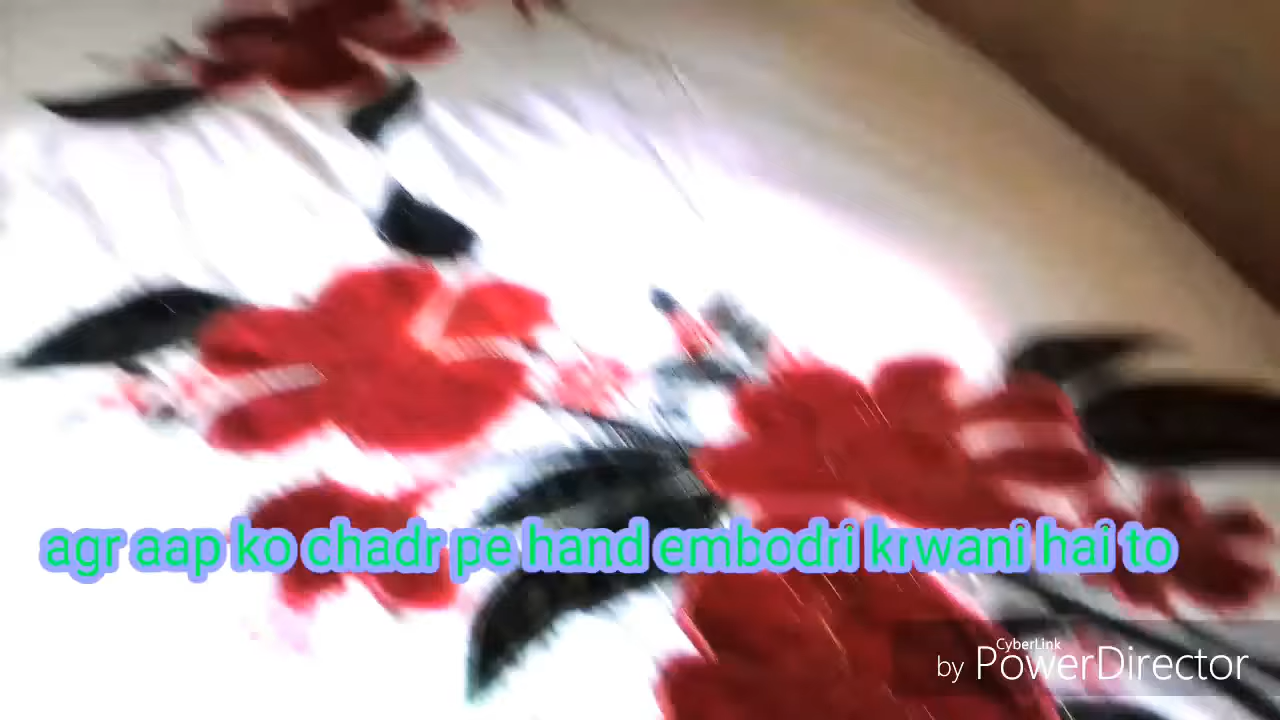 agr aap ko chadr pe hand embodri krwani hai to
CyberLink
by PowerDirector